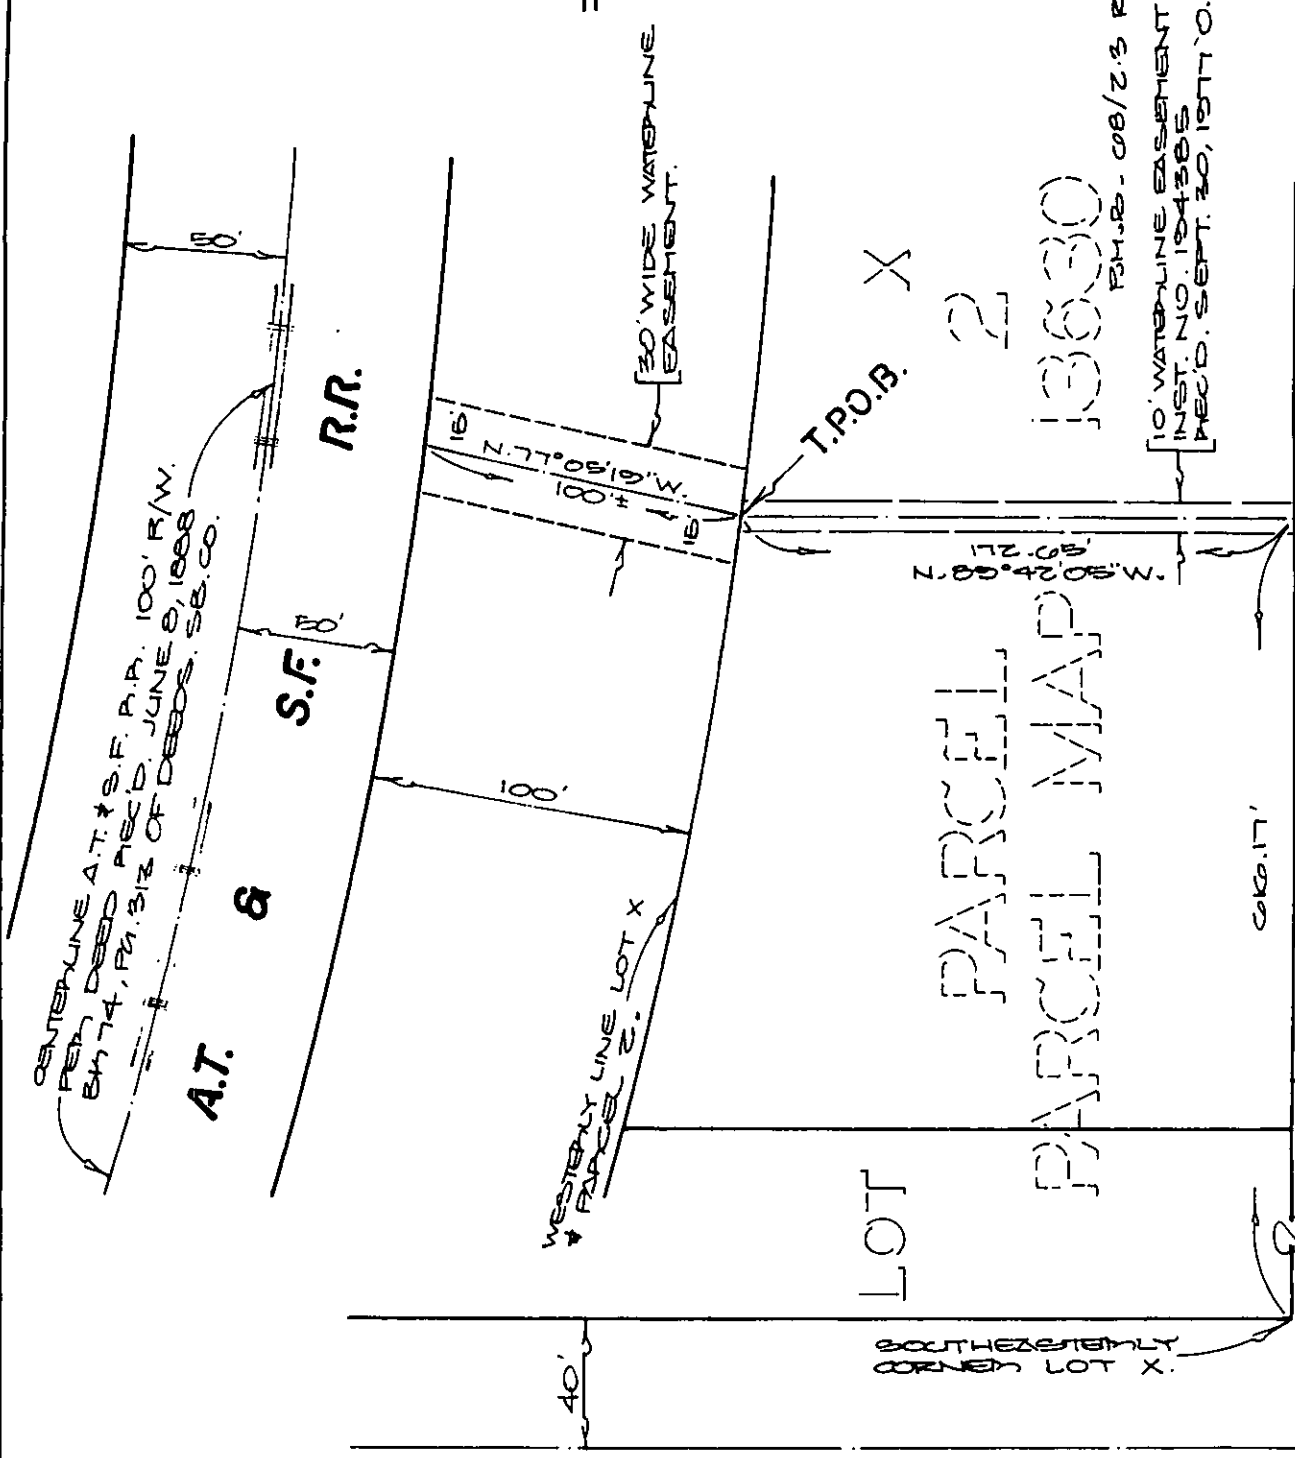 CENTERLINE A.T. & S.F. R.R. 100' R/W.
PER DEED REC'D. JUNE 8, 1888
BK 74, PG. 313 OF DEEDS. SB. CO.
50'
50'
A.T. & S.F. R.R.
30' WIDE WATERLINE
EASEMENT.
15'
N.77°05'19"W.
100'±
15'
100'
WESTERLY LINE LOT X
& PARCEL 2.
T.P.O.B.
LOT X
PARCEL 2
PARCEL MAP 13630
10' WATERLINE EASEMENT
INST. NO. 194385
REC'D. SEPT. 30, 1977 O.
N.89°42'05"W.
172.65'
40'
SOUTHEASTERLY
CORNER LOT X.